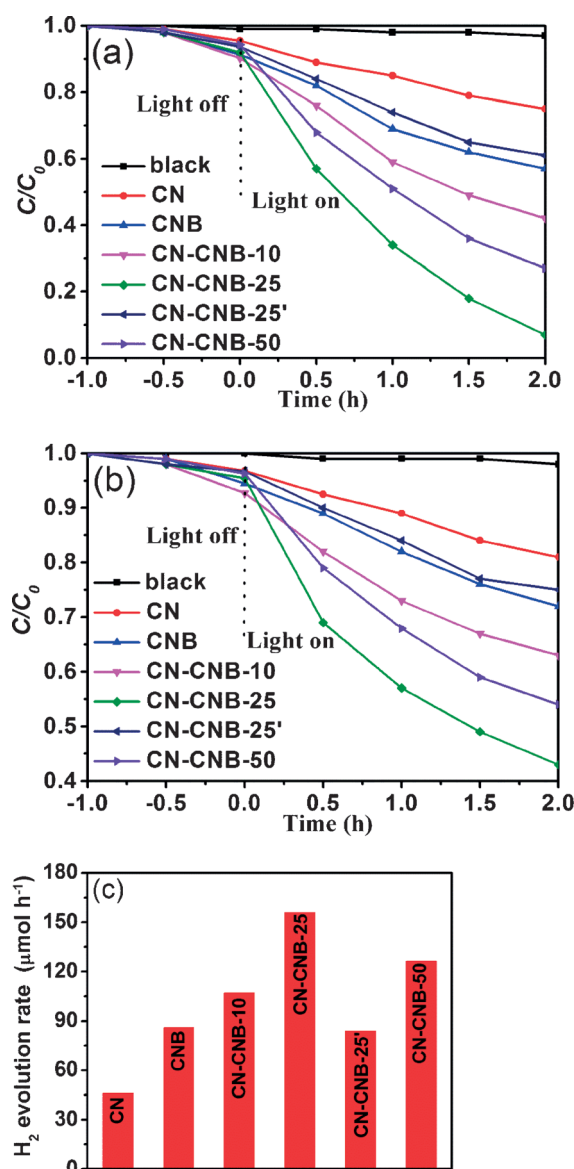 (a)
C/C0
1.0
0.8
0.6
0.4
0.2
0.0
Light off
Light on
black
CN
CNB
CN-CNB-10
CN-CNB-25
CN-CNB-25'
CN-CNB-50
-1.0 -0.5 0.0 0.5 1.0 1.5 2.0
Time (h)
(b)
C/C0
1.0
0.9
0.8
0.7
0.6
0.5
0.4
Light off
Light on
black
CN
CNB
CN-CNB-10
CN-CNB-25
CN-CNB-25'
CN-CNB-50
-1.0 -0.5 0.0 0.5 1.0 1.5 2.0
Time (h)
(c)
H2 evolution rate (μmol h-1)
180
150
120
90
60
30
0
CN
CNB
CN-CNB-10
CN-CNB-25
CN-CNB-25'
CN-CNB-50